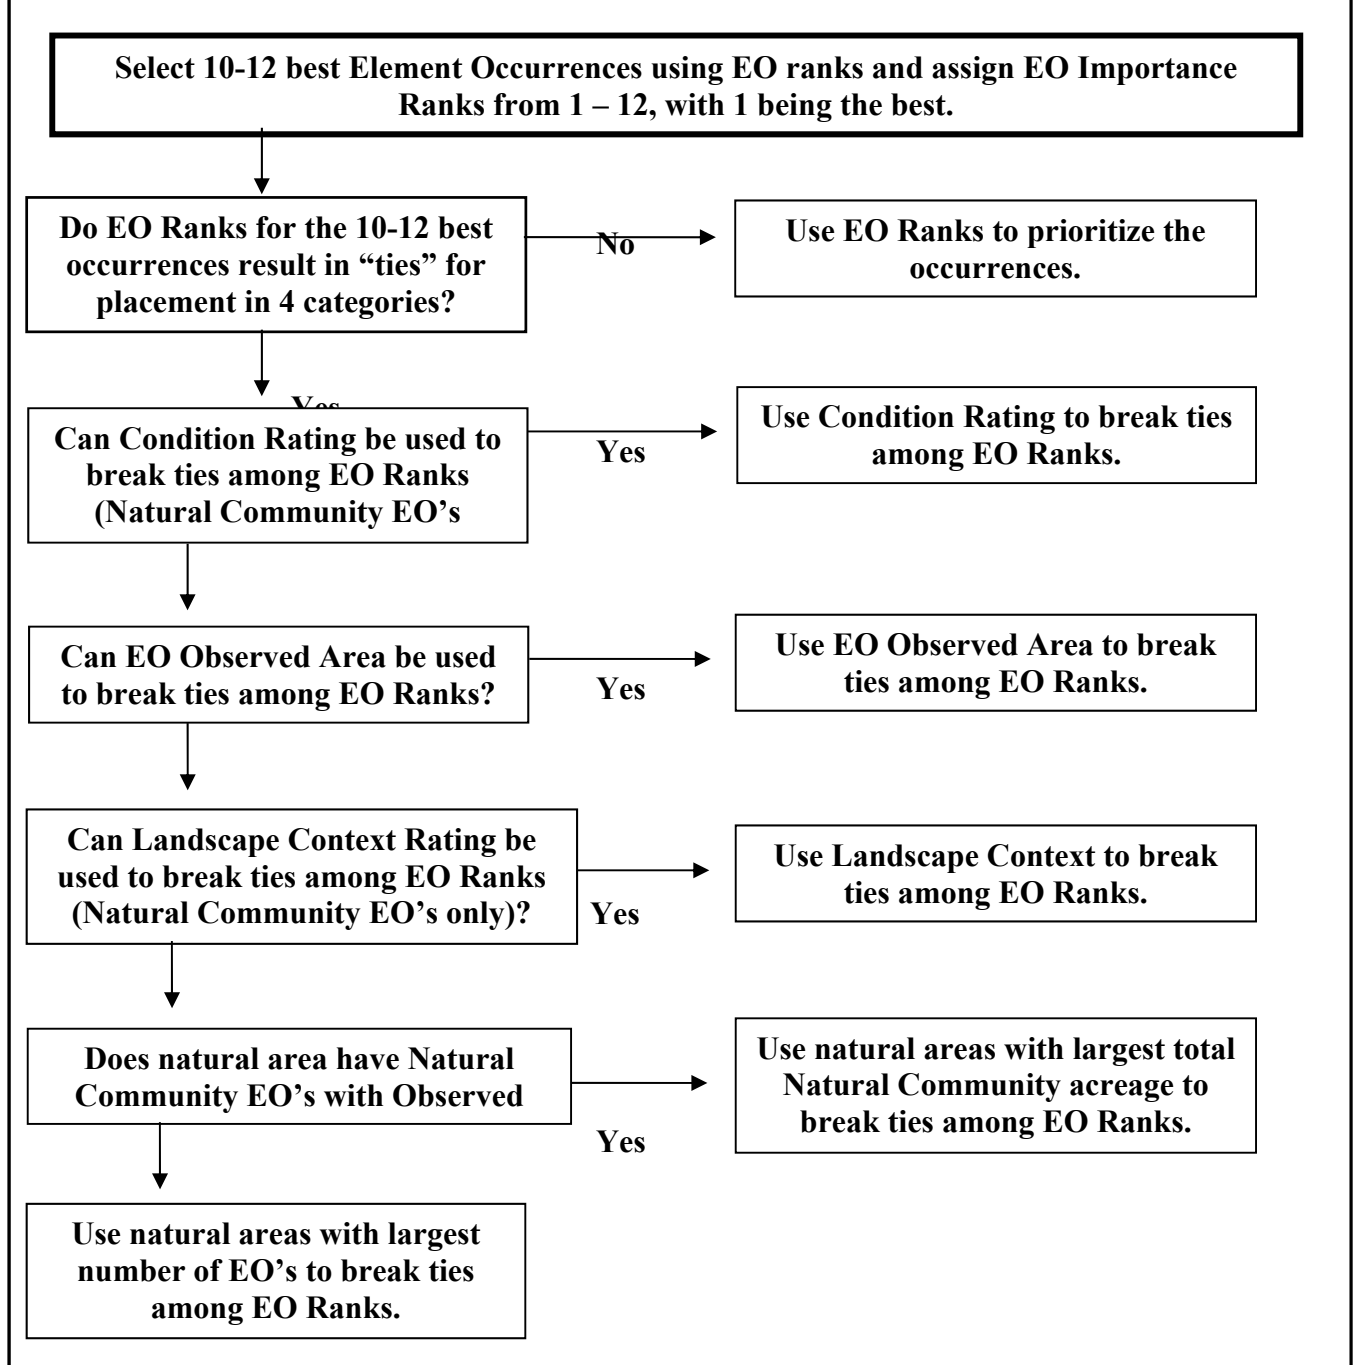 Select 10-12 best Element Occurrences using EO ranks and assign EO Importance
Ranks from 1 – 12, with 1 being the best.
Do EO Ranks for the 10-12 best
occurrences result in “ties” for
placement in 4 categories?
No
Use EO Ranks to prioritize the
occurrences.
Yes
Can Condition Rating be used to
break ties among EO Ranks
(Natural Community EO’s
Yes
Use Condition Rating to break ties
among EO Ranks.
Can EO Observed Area be used
to break ties among EO Ranks?
Yes
Use EO Observed Area to break
ties among EO Ranks.
Can Landscape Context Rating be
used to break ties among EO Ranks
(Natural Community EO’s only)?
Yes
Use Landscape Context to break
ties among EO Ranks.
Does natural area have Natural
Community EO’s with Observed
Yes
Use natural areas with largest total
Natural Community acreage to
break ties among EO Ranks.
Use natural areas with largest
number of EO’s to break ties
among EO Ranks.